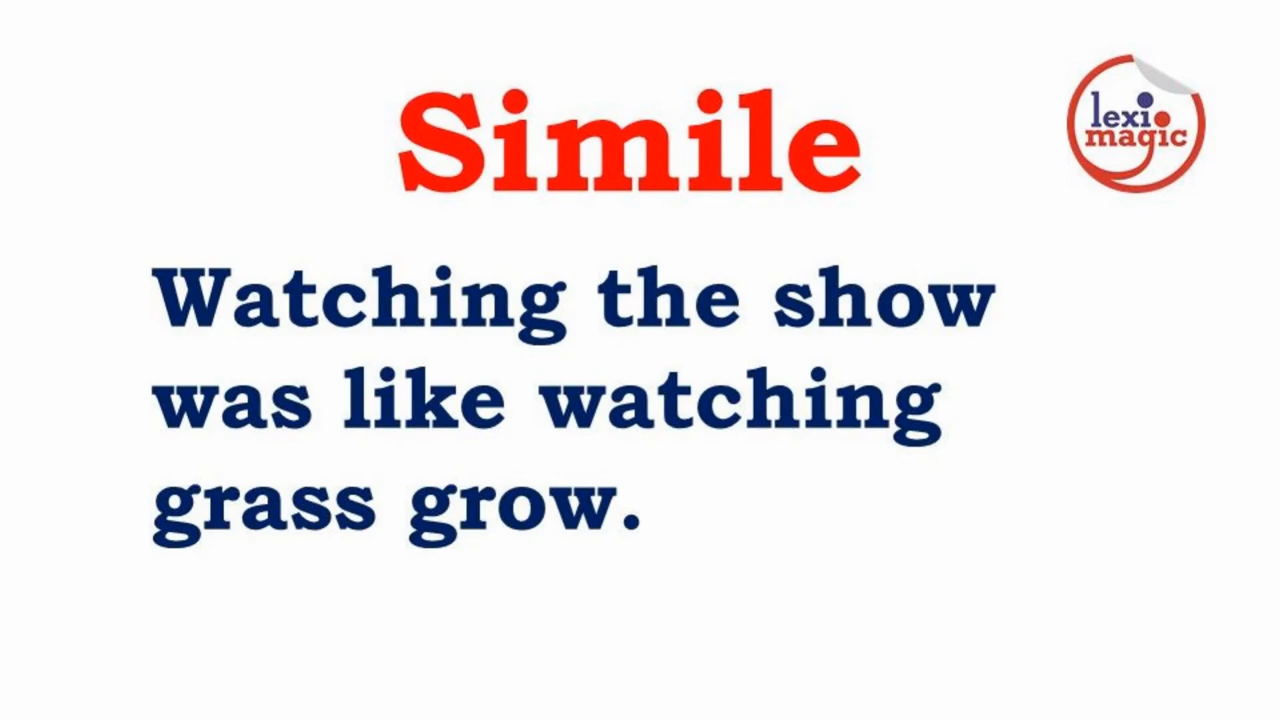 Simile
lexi
magic
Watching the show
was like watching
grass grow.